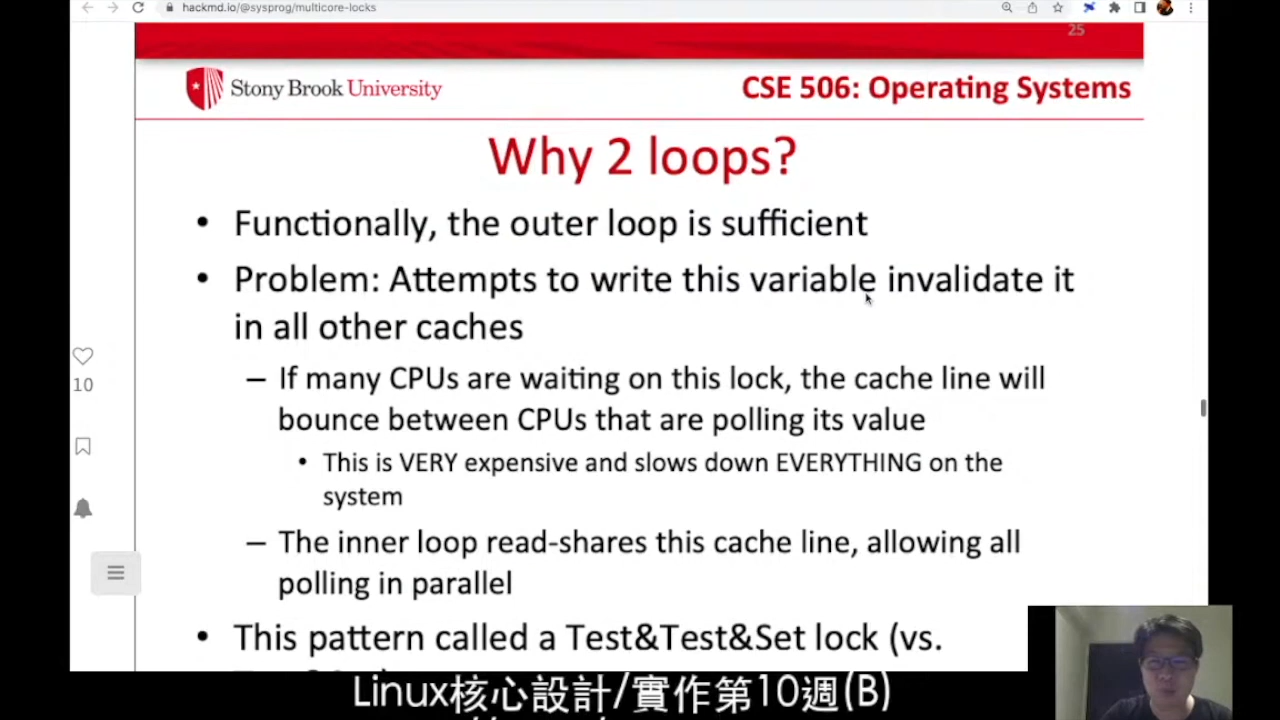 hackmd.io/@sysprog/multicore-locks
25
Stony Brook University
CSE 506: Operating Systems
Why 2 loops?
• Functionally, the outer loop is sufficient
• Problem: Attempts to write this variable invalidate it
in all other caches
– If many CPUs are waiting on this lock, the cache line will
bounce between CPUs that are polling its value
• This is VERY expensive and slows down EVERYTHING on the
system
– The inner loop read-shares this cache line, allowing all
polling in parallel
• This pattern called a Test&Test&Set lock (vs.
10
Linux核心設計/實作第10週(B)